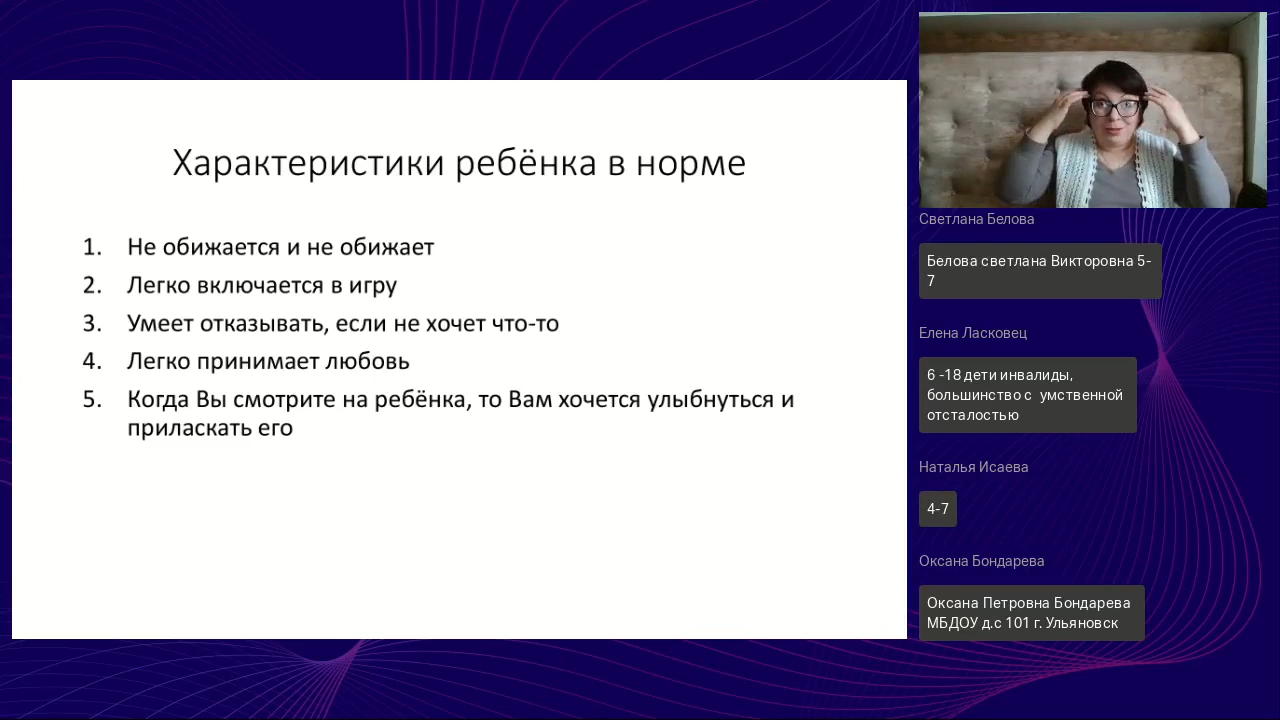 Характеристики ребёнка в норме
1. Не обижается и не обижает
2. Легко включается в игру
3. Умеет отказывать, если не хочет что-то
4. Легко принимает любовь
5. Когда Вы смотрите на ребёнка, то Вам хочется улыбнуться и
приласкать его
Светлана Белова
Белова светлана Викторовна 5-
7
Елена Ласковец
6 -18 дети инвалиды,
большинство с умственной
отсталостью
Наталья Исаева
4-7
Оксана Бондарева
Оксана Петровна Бондарева
МБДОУ д.с 101 г. Ульяновск